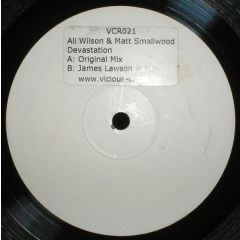 VCR021
Ali Wilson & Matt Smallwood
Devastation
A: Original Mix
B: James Lawson
www.vicious-